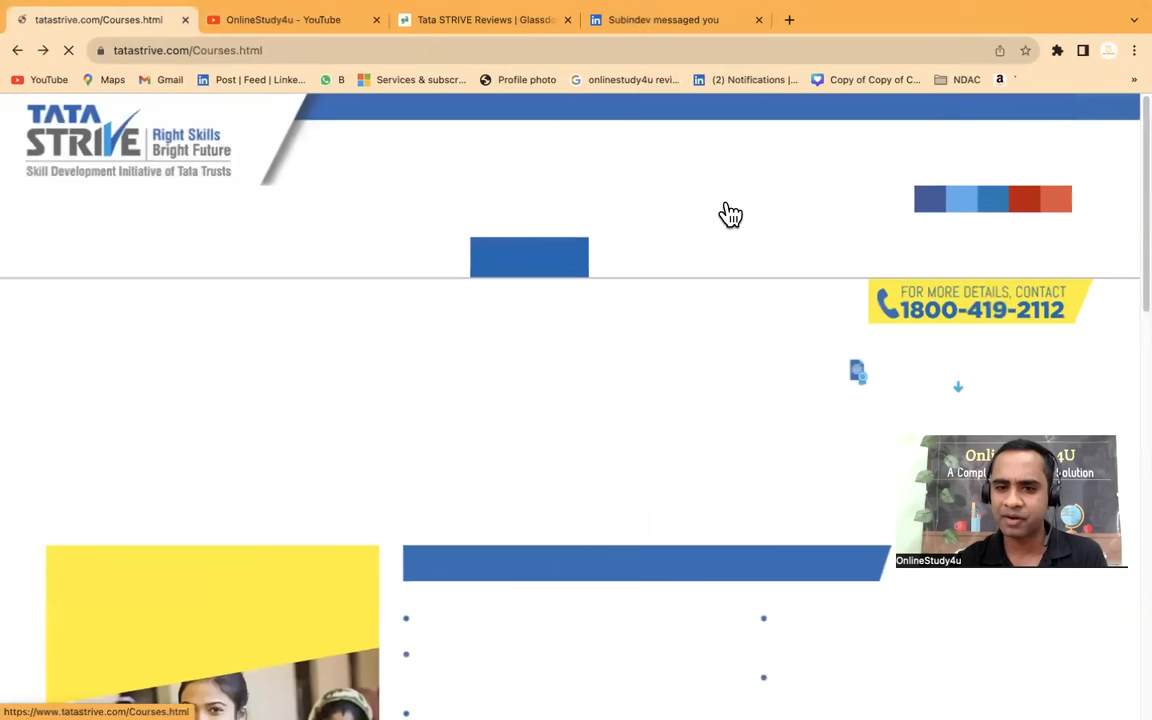 tatastrive.com/Courses.html
OnlineStudy4u - YouTube
Tata STRIVE Reviews | Glassdo
Subindev messaged you
tatastrive.com/Courses.html
YouTube
Maps
Gmail
Post | Feed | Linke...
B
Services & subscr...
Profile photo
onlinestudy4u revi...
(2) Notifications |...
Copy of Copy of C...
NDAC
TATA
STRIVE
Right Skills
Bright Future
Skill Development Initiative of Tata Trusts
FOR MORE DETAILS, CONTACT
1800-419-2112
A Compl
olution
OnlineStudy4u
https://www.tatastrive.com/Courses.html